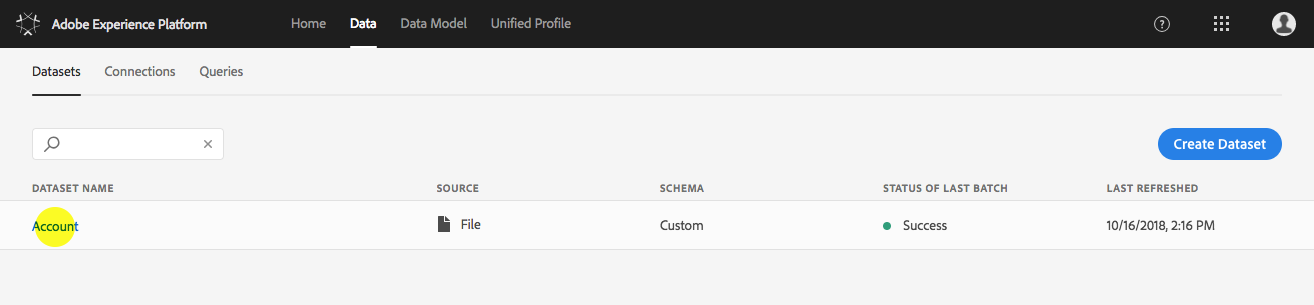 Adobe Experience Platform Home Data Data Model Unified Profile ?
Datasets Connections Queries
Create Dataset
DATASET NAME SOURCE SCHEMA STATUS OF LAST BATCH LAST REFRESHED
Account File Custom Success 10/16/2018, 2:16 PM